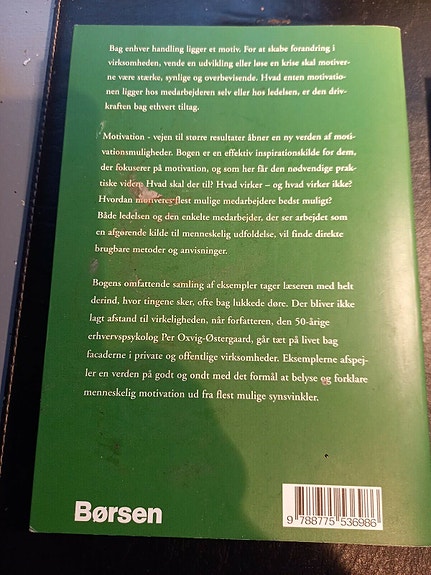 Bag enhver handling ligger et motiv. For at skabe forandring i
virksomheden, vende en udvikling eller løse en krise skal motiver-
ne være stærke, synlige og overbevisende. Hvad enten motivatio-
nen ligger hos medarbejderen selv eller hos ledelsen, er den driv-
kraften bag ethvert tiltag.
Motivation - vejen til større resultater åbner en ny verden af moti-
vationsmuligheder. Bogen er en effektiv inspirationskilde for dem,
der fokuserer på motivation, og som her får den nødvendige prak-
tiske viden: Hvad skal der til? Hvad virker – og hvad virker ikke?
Hvordan motiveres flest mulige medarbejdere bedst muligt?
Både ledelsen og den enkelte medarbejder, der ser arbejdet som
en afgørende kilde til menneskelig udfoldelse, vil finde direkte
brugbare metoder og anvisninger.
Bogens omfattende samling af eksempler tager læseren med helt
derind, hvor tingene sker, ofte bag lukkede døre. Der bliver ikke
lagt afstand til virkeligheden, når forfatteren, den 50-årige
erhvervspsykolog Per Oxvig-Østergaard, går tæt på livet bag
facaderne i private og offentlige virksomheder. Eksemplerne afspej-
ler en verden på godt og ondt med det formål at belyse og forklare
menneskelig motivation ud fra flest mulige synsvinkler.
Børsen
9 788775 536986